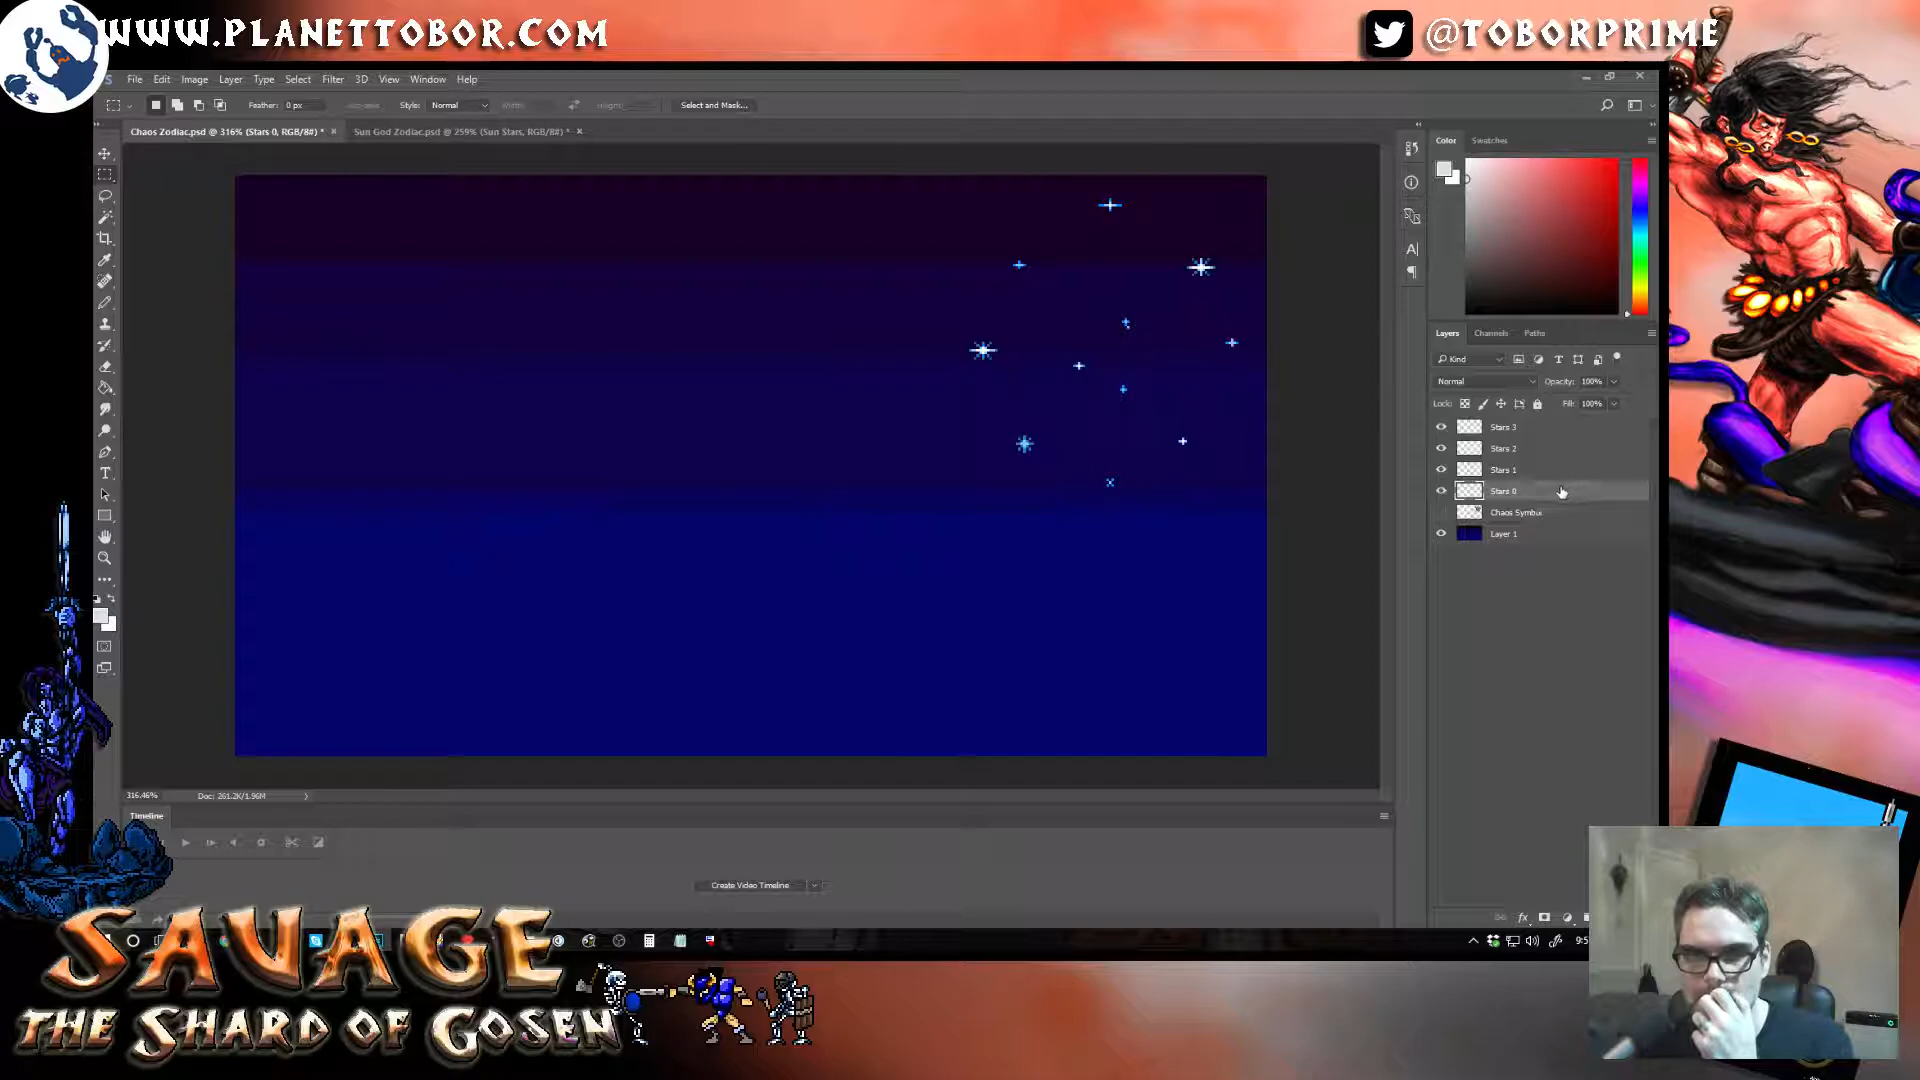 WWW.PLANETTOBOR.COM
@TOBORPRIME
File Edit Image Layer Type Select Filter 3D View Window Help
Feather: 0 px
Style: Normal
Select and Mask...
Chaos Zodiac.psd @ 316% (Stars 0, RGB/8#) *
Sun God Zodiac.psd @ 259% (Sun Stars, RGB/8#) *
Color Swatches
Layers Channels Paths
Kind
Normal Opacity: 100%
Lock: Fill: 100%
Stars 3
Stars 2
Stars 1
Stars 0
Chaos Symbol
Layer 1
316.46% Doc: 261.2K/1.96M
Timeline
Create Video Timeline
fx
9:5
SAVAGE
THE SHARD OF GOSEN